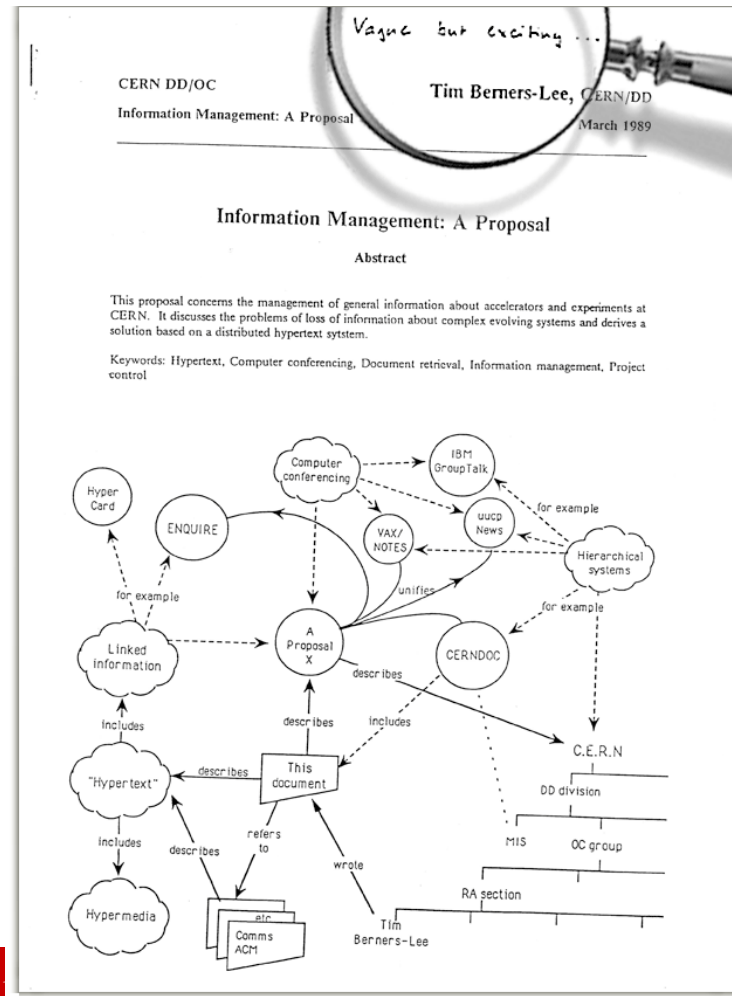 Vague but exciting ...
CERN DD/OC
Tim Berners-Lee, CERN/DD
Information Management: A Proposal
March 1989
Information Management: A Proposal
Abstract
This proposal concerns the management of general information about accelerators and experiments at
CERN. It discusses the problems of loss of information about complex evolving systems and derives a
solution based on a distributed hypertext sytstem.
Keywords: Hypertext, Computer conferencing, Document retrieval, Information management, Project
control
IBM
GroupTalk
Computer
conferencing
Hyper
Card
ENQUIRE
VAX/
NOTES
uucp
News
for example
Hierarchical
systems
unifies
for example
for example
Linked
information
A
Proposal
X
CERNDOC
describes
includes
describes
includes
C.E.R.N
"Hypertext"
describes
This
document
DD division
includes
describes
refers
to
MIS
OC group
wrote
RA section
Hypermedia
etc
Comms
ACM
Tim
Berners-Lee